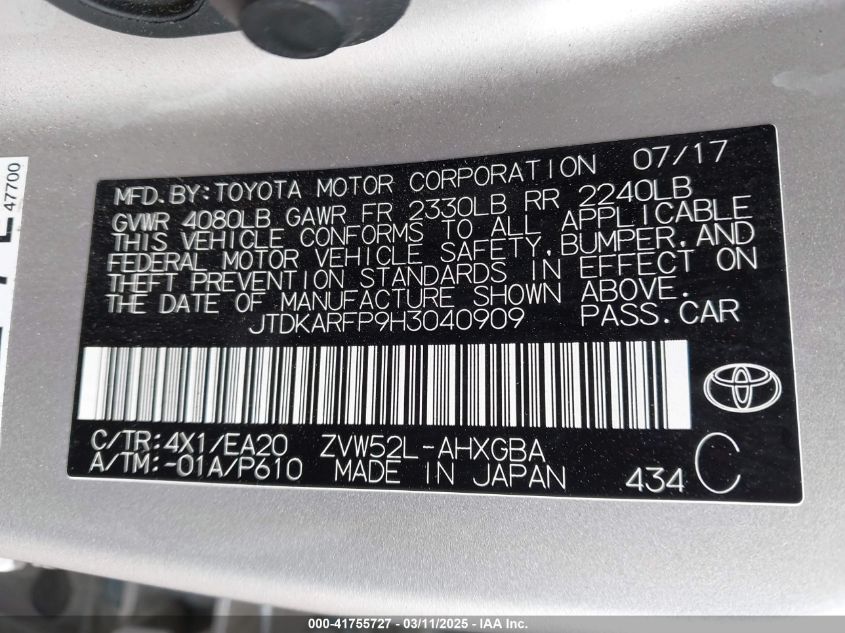 MFD.BY:TOYOTA MOTOR CORPORATION 07/17
GVWR 4080LB GAWR FR 2330LB RR 2240LB
THIS VEHICLE CONFORMS TO ALL APPLICABLE
FEDERAL MOTOR VEHICLE SAFETY,BUMPER,AND
THEFT PREVENTION STANDARDS IN EFFECT ON
THE DATE OF MANUFACTURE SHOWN ABOVE.
JTDKARFP9H3040909 PASS.CAR
C/TR:4X1/EA20 ZVW52L-AHXGBA
A/TM:-01A/P610 MADE IN JAPAN 434 C
47700
000-41755727 - 03/11/2025 - IAA Inc.